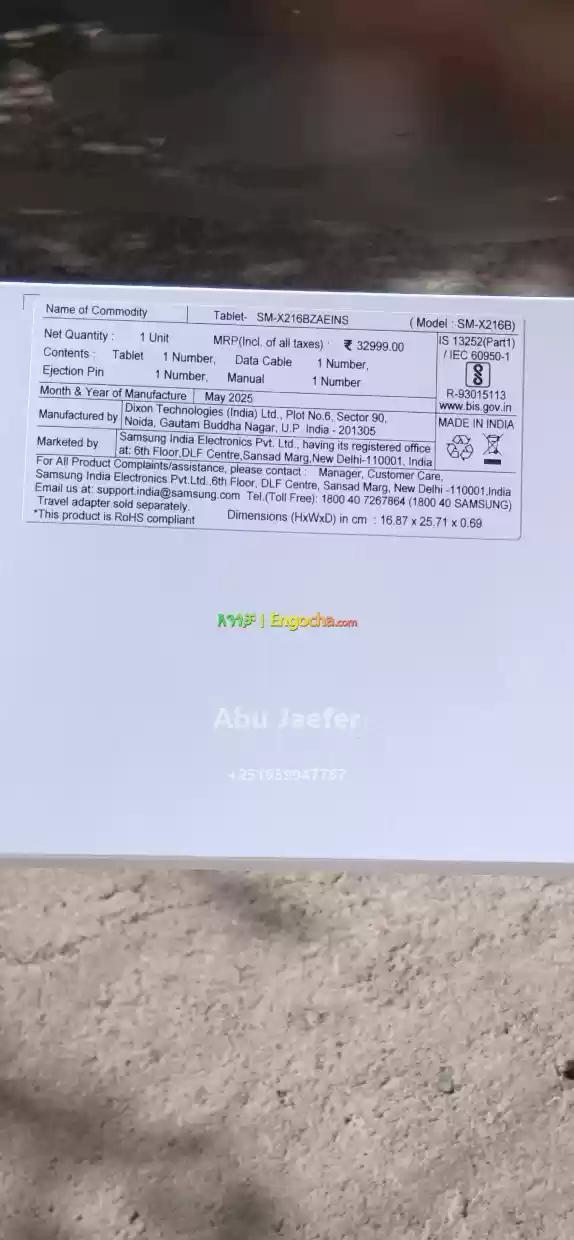 Name of Commodity Tablet- SM-X216BZAEINS ( Model : SM-X216B)
Net Quantity : 1 Unit MRP(Incl. of all taxes) : ₹ 32999.00
Contents : Tablet 1 Number, Data Cable 1 Number,
Ejection Pin 1 Number, Manual 1 Number
IS 13252(Part1)
/ IEC 60950-1
R-93015113
www.bis.gov.in
Month & Year of Manufacture May 2025
Manufactured by Dixon Technologies (India) Ltd., Plot No.6, Sector 90,
Noida, Gautam Buddha Nagar, U.P India - 201305
MADE IN INDIA
Marketed by Samsung India Electronics Pvt. Ltd., having its registered office
at: 6th Floor,DLF Centre,Sansad Marg,New Delhi-110001, India
For All Product Complaints/assistance, please contact : Manager, Customer Care,
Samsung India Electronics Pvt.Ltd.,6th Floor, DLF Centre, Sansad Marg, New Delhi -110001,India
Email us at: support.india@samsung.com Tel.(Toll Free): 1800 40 7267864 (1800 40 SAMSUNG)
Travel adapter sold separately.
*This product is RoHS compliant Dimensions (HxWxD) in cm : 16.87 x 25.71 x 0.69
እንጎቻ | Engocha.com
Abu Jaefer